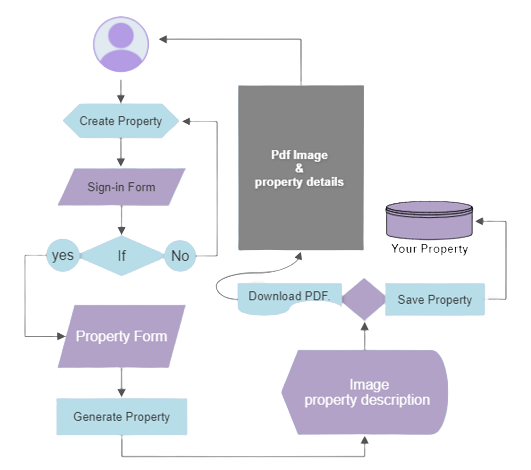 Create Property
Sign-in Form
yes
If
No
Property Form
Generate Property
Pdf Image
&
property details
Your Property
Download PDF.
Save Property
Image
property description